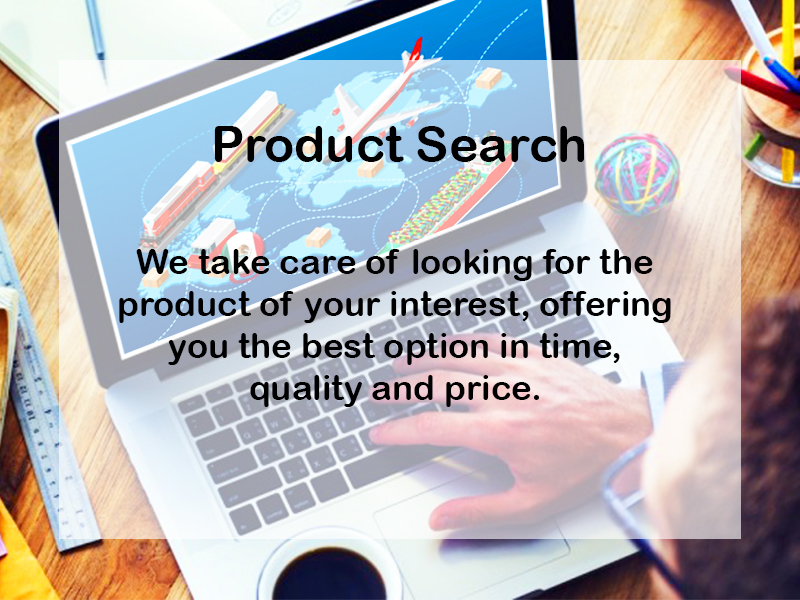 Product Search
We take care of looking for the
product of your interest, offering
you the best option in time,
quality and price.